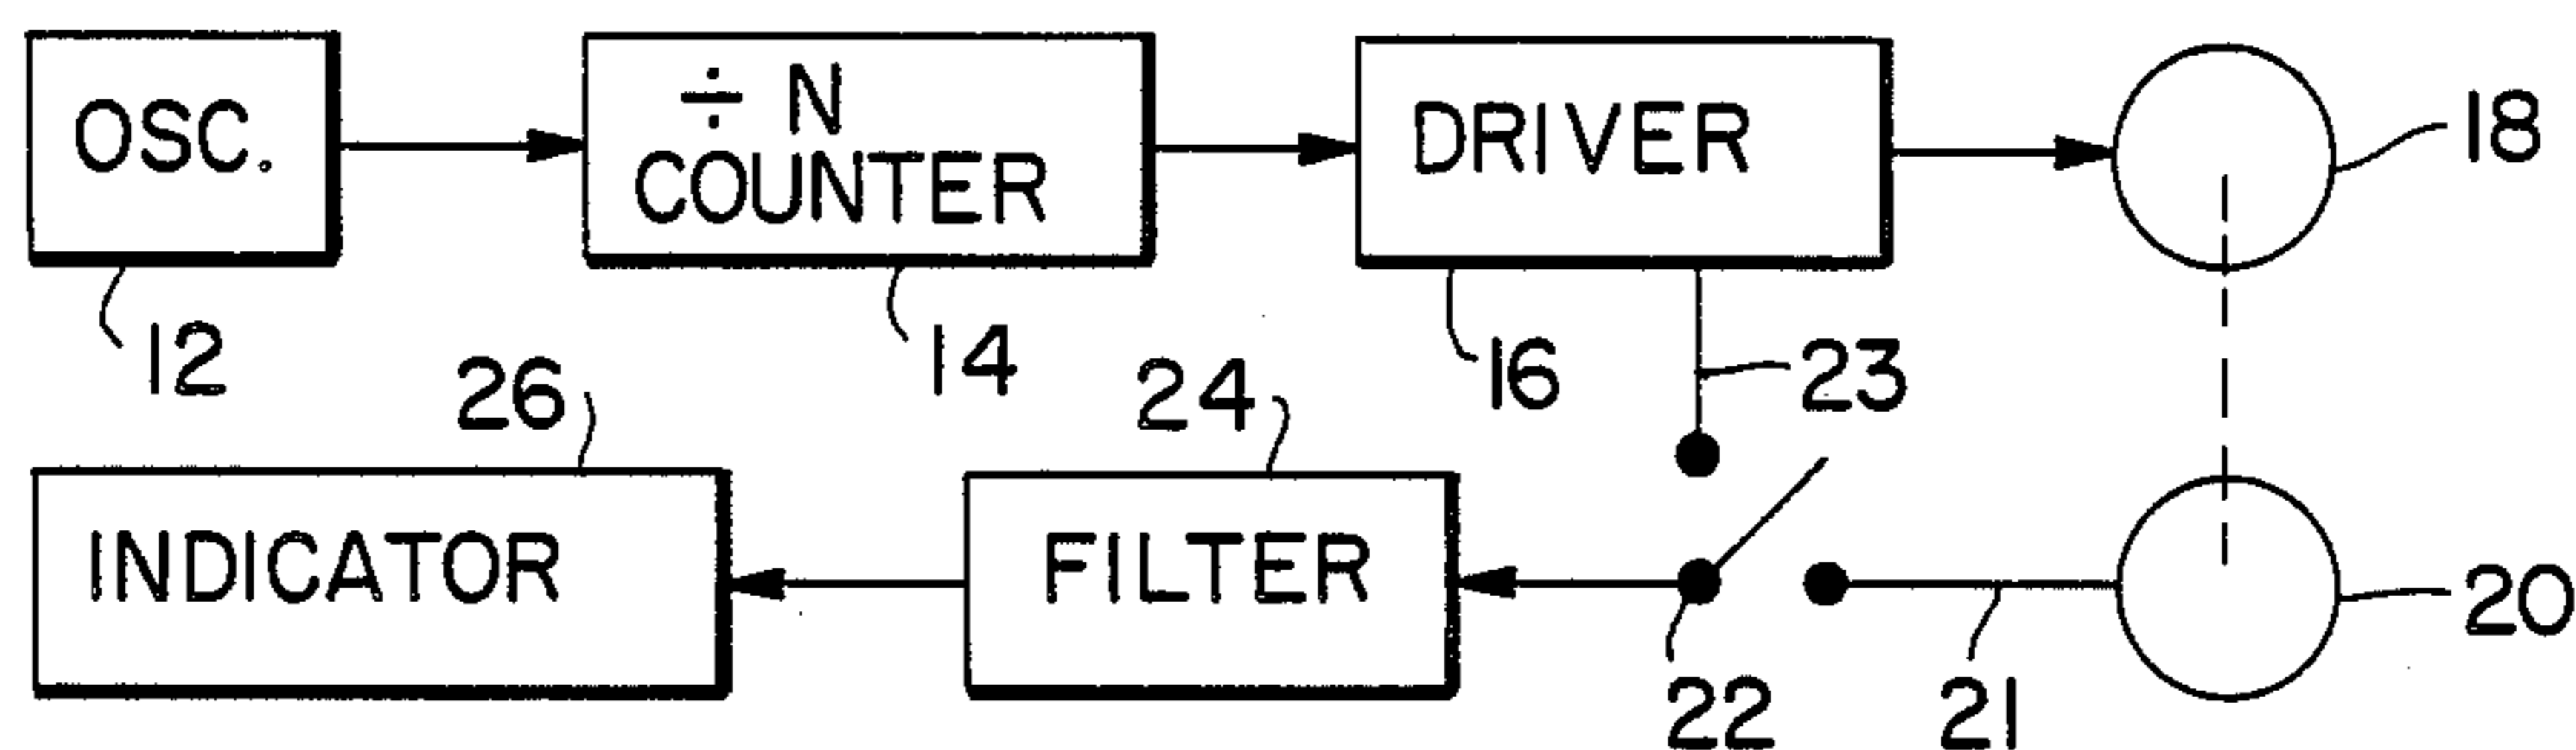 OSC.
÷ N
COUNTER
DRIVER
18
12
14
16
23
26
24
INDICATOR
FILTER
20
22
21